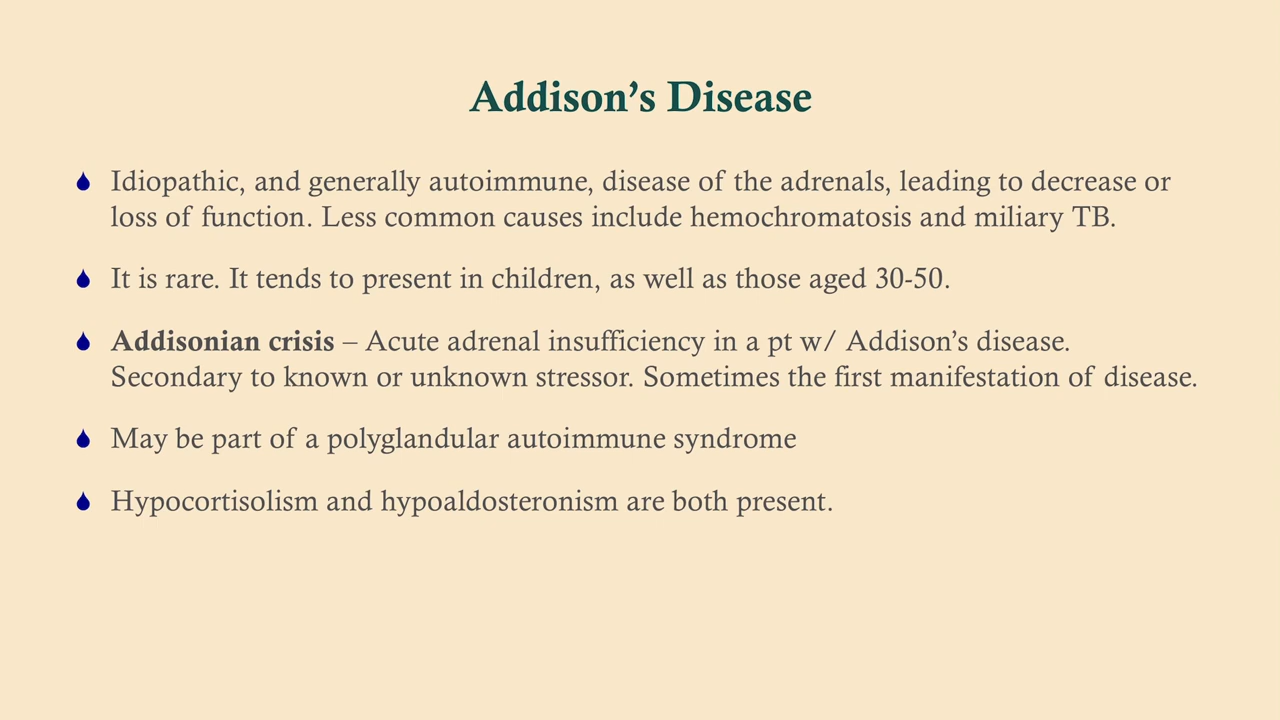 Addison’s Disease
Idiopathic, and generally autoimmune, disease of the adrenals, leading to decrease or
loss of function. Less common causes include hemochromatosis and miliary TB.
It is rare. It tends to present in children, as well as those aged 30-50.
Addisonian crisis – Acute adrenal insufficiency in a pt w/ Addison’s disease.
Secondary to known or unknown stressor. Sometimes the first manifestation of disease.
May be part of a polyglandular autoimmune syndrome
Hypocortisolism and hypoaldosteronism are both present.